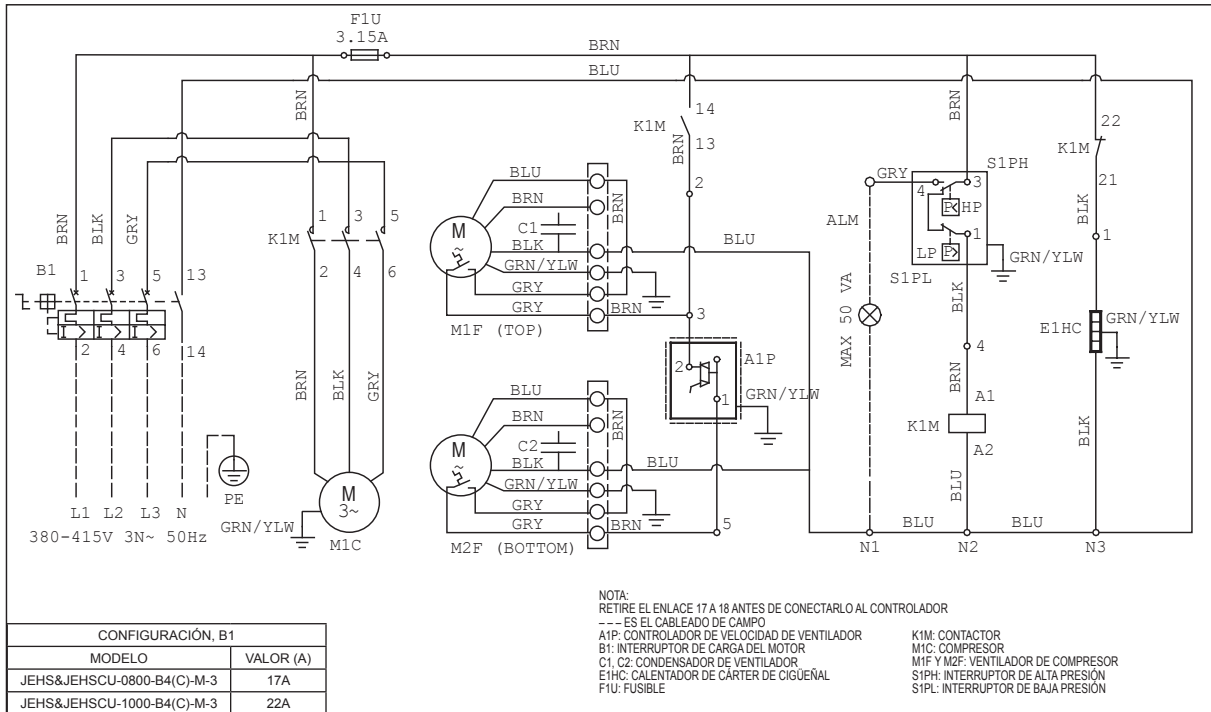 F1U
3.15A
BRN
BLU
BRN
BRN
14
K1M
13
BRN
2
22
K1M
21
S1PH
GRY
4
3
HP
P<
BLK
ALM
1
LP
P>
GRN/YLW
1
S1PL
BRN
BLK
GRY
B1
1
3
5
13
2
4
6
14
K1M
1
3
5
2
4
6
BLU
BRN
M
~
C1
BLK
BRN
GRN/YLW
GRY
GRY
BRN
M1F (TOP)
BLU
3
A1P
2
1
GRN/YLW
MAX 50 VA
BLK
4
BRN
A1
K1M
A2
BLU
E1HC
GRN/YLW
BLK
BRN
BLK
GRY
BLU
BRN
M
~
C2
BLK
BRN
GRN/YLW
GRY
GRY
BRN
M2F (BOTTOM)
BLU
5
PE
L1
L2
L3
N
380-415V 3N~ 50Hz
GRN/YLW
M
3~
M1C
BLU
BLU
N1
N2
N3
NOTA:
RETIRE EL ENLACE 17 A 18 ANTES DE CONECTARLO AL CONTROLADOR
--- ES EL CABLEADO DE CAMPO
A1P: CONTROLADOR DE VELOCIDAD DE VENTILADOR
B1: INTERRUPTOR DE CARGA DEL MOTOR
C1, C2: CONDENSADOR DE VENTILADOR
E1HC: CALENTADOR DE CÁRTER DE CIGÜEÑAL
F1U: FUSIBLE
K1M: CONTACTOR
M1C: COMPRESOR
M1F Y M2F: VENTILADOR DE COMPRESOR
S1PH: INTERRUPTOR DE ALTA PRESIÓN
S1PL: INTERRUPTOR DE BAJA PRESIÓN
CONFIGURACIÓN, B1
MODELO VALOR (A)
JEHS&JEHSCU-0800-B4(C)-M-3 17A
JEHS&JEHSCU-1000-B4(C)-M-3 22A